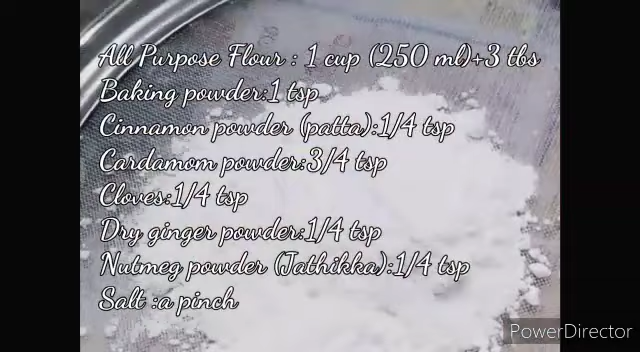 All Purpose Flour : 1 cup (250 ml)+3 tbs
Baking powder:1 tsp
Cinnamon powder (patta):1/4 tsp
Cardamom powder:3/4 tsp
Cloves:1/4 tsp
Dry ginger powder:1/4 tsp
Nutmeg powder (Jathikka):1/4 tsp
Salt :a pinch
PowerDirector